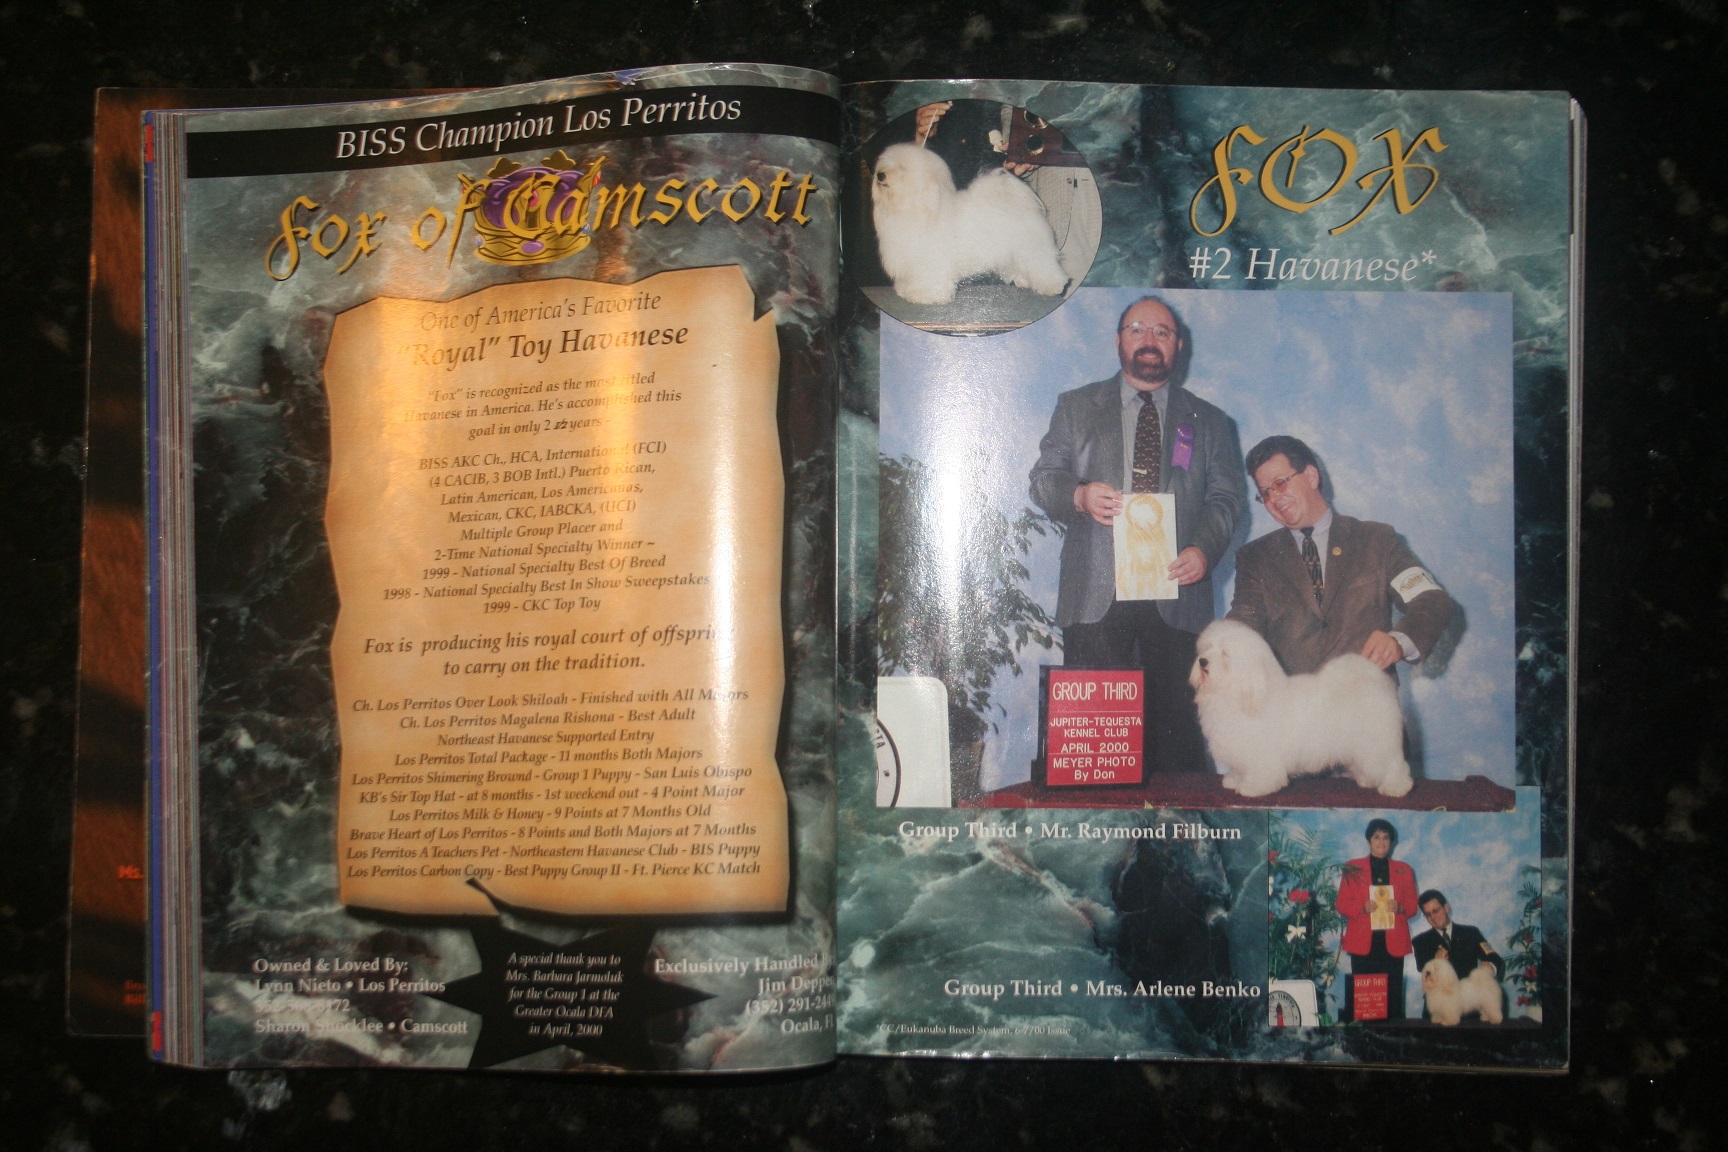 BISS Champion Los Perritos
Fox of Camscott
One of America's Favorite
"Royal" Toy Havanese
"Fox" is recognized as the most titled
Havanese in America. He's accomplished this
goal in only 2 1/2 years -
BISS AKC Ch., HCA, International (FCI)
(4 CACIB, 3 BOB Intl.) Puerto Rican,
Latin American, Los Americanas,
Mexican, CKC, IABCKA, (UCI)
Multiple Group Placer and
2-Time National Specialty Winner ~
1999 - National Specialty Best Of Breed
1998 - National Specialty Best In Show Sweepstakes
1999 - CKC Top Toy
Fox is producing his royal court of offspring
to carry on the tradition.
Ch. Los Perritos Over Look Shiloah - Finished with All Majors
Ch. Los Perritos Magalena Rishona - Best Adult
Northeast Havanese Supported Entry
Los Perritos Total Package - 11 months Both Majors
Los Perritos Shimering Brownd - Group 1 Puppy - San Luis Obispo
KB's Sir Top Hat - at 8 months - 1st weekend out - 4 Point Major
Los Perritos Milk & Honey - 9 Points at 7 Months Old
Brave Heart of Los Perritos - 8 Points and Both Majors at 7 Months
Los Perritos A Teachers Pet - Northeastern Havanese Club - BIS Puppy
Los Perritos Carbon Copy - Best Puppy Group II - Ft. Pierce KC Match
Owned & Loved By:
Lynn Nieto • Los Perritos
Sharon • Camscott
A special thank you to
Mrs. Barbara Jarmoluk
for the Group 1 at the
Greater Ocala DFA
in April, 2000
Exclusively Handled
Jim Deppe
(352) 291-24
Ocala, Fl
Ms.
FOX
#2 Havanese*
GROUP THIRD
JUPITER-TEQUESTA
KENNEL CLUB
APRIL 2000
MEYER PHOTO
By Don
Group Third • Mr. Raymond Filburn
GROUP THIRD
Group Third • Mrs. Arlene Benko
*CC/Eukanuba Breed System, 6/7/00 Issue